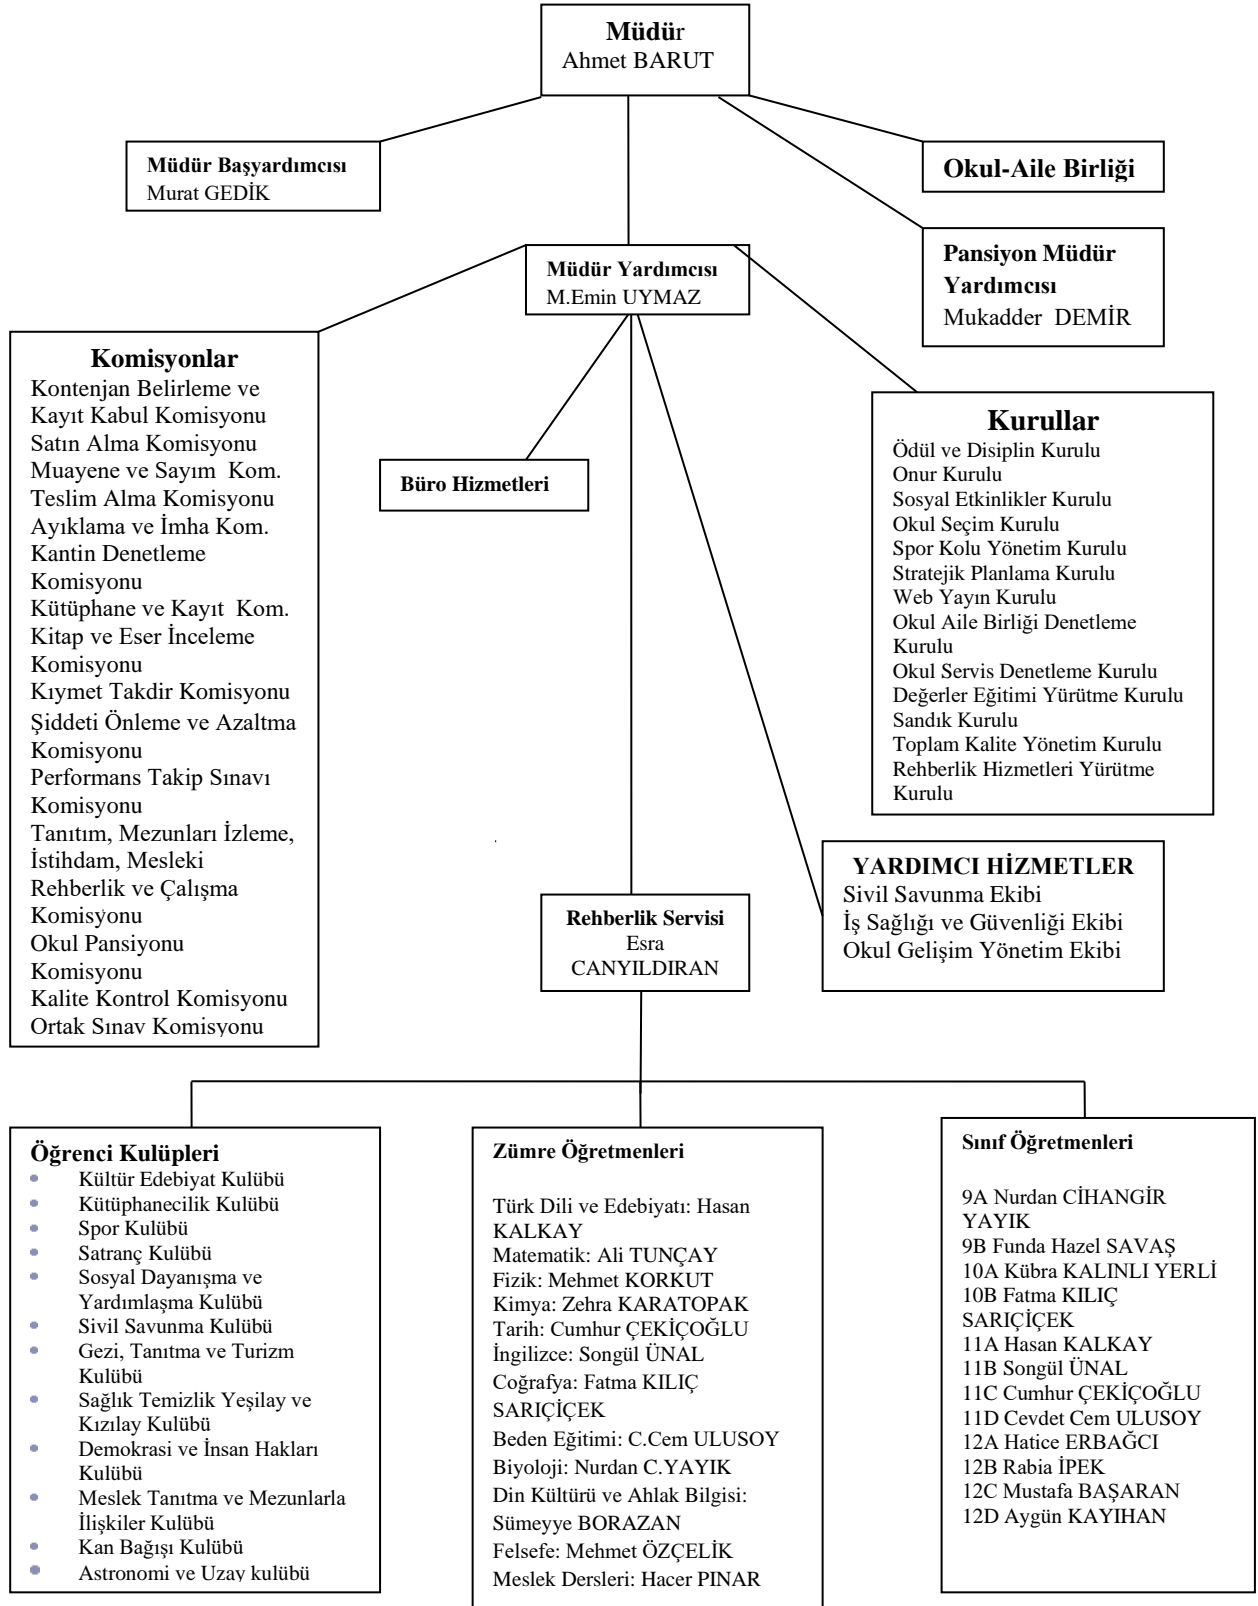 Müdür
Ahmet BARUT
Müdür Başyardımcısı
Murat GEDİK
Okul-Aile Birliği
Pansiyon Müdür
Yardımcısı
Mukadder DEMİR
Müdür Yardımcısı
M.Emin UYMAZ
Komisyonlar
Kontenjan Belirleme ve
Kayıt Kabul Komisyonu
Satın Alma Komisyonu
Muayene ve Sayım Kom.
Teslim Alma Komisyonu
Ayıklama ve İmha Kom.
Kantin Denetleme
Komisyonu
Kütüphane ve Kayıt Kom.
Kitap ve Eser İnceleme
Komisyonu
Kıymet Takdir Komisyonu
Şiddeti Önleme ve Azaltma
Komisyonu
Performans Takip Sınavı
Komisyonu
Tanıtım, Mezunları İzleme,
İstihdam, Mesleki
Rehberlik ve Çalışma
Komisyonu
Okul Pansiyonu
Komisyonu
Kalite Kontrol Komisyonu
Ortak Sınav Komisyonu
Büro Hizmetleri
Kurullar
Ödül ve Disiplin Kurulu
Onur Kurulu
Sosyal Etkinlikler Kurulu
Okul Seçim Kurulu
Spor Kolu Yönetim Kurulu
Stratejik Planlama Kurulu
Web Yayın Kurulu
Okul Aile Birliği Denetleme
Kurulu
Okul Servis Denetleme Kurulu
Değerler Eğitimi Yürütme Kurulu
Sandık Kurulu
Toplam Kalite Yönetim Kurulu
Rehberlik Hizmetleri Yürütme
Kurulu
YARDIMCI HİZMETLER
Sivil Savunma Ekibi
İş Sağlığı ve Güvenliği Ekibi
Okul Gelişim Yönetim Ekibi
Rehberlik Servisi
Esra
CANYILDIRAN
Öğrenci Kulüpleri
• Kültür Edebiyat Kulübü
• Kütüphanecilik Kulübü
• Spor Kulübü
• Satranç Kulübü
• Sosyal Dayanışma ve
Yardımlaşma Kulübü
• Sivil Savunma Kulübü
• Gezi, Tanıtma ve Turizm
Kulübü
• Sağlık Temizlik Yeşilay ve
Kızılay Kulübü
• Demokrasi ve İnsan Hakları
Kulübü
• Meslek Tanıtma ve Mezunlarla
İlişkiler Kulübü
• Kan Bağışı Kulübü
• Astronomi ve Uzay kulübü
Zümre Öğretmenleri
Türk Dili ve Edebiyatı: Hasan
KALKAY
Matematik: Ali TUNÇAY
Fizik: Mehmet KORKUT
Kimya: Zehra KARATOPAK
Tarih: Cumhur ÇEKİÇOĞLU
İngilizce: Songül ÜNAL
Coğrafya: Fatma KILIÇ
SARIÇİÇEK
Beden Eğitimi: C.Cem ULUSOY
Biyoloji: Nurdan C.YAYIK
Din Kültürü ve Ahlak Bilgisi:
Sümeyye BORAZAN
Felsefe: Mehmet ÖZÇELİK
Meslek Dersleri: Hacer PINAR
Sınıf Öğretmenleri
9A Nurdan CİHANGİR
YAYIK
9B Funda Hazel SAVAŞ
10A Kübra KALINLI YERLİ
10B Fatma KILIÇ
SARIÇİÇEK
11A Hasan KALKAY
11B Songül ÜNAL
11C Cumhur ÇEKİÇOĞLU
11D Cevdet Cem ULUSOY
12A Hatice ERBAĞCI
12B Rabia İPEK
12C Mustafa BAŞARAN
12D Aygün KAYIHAN